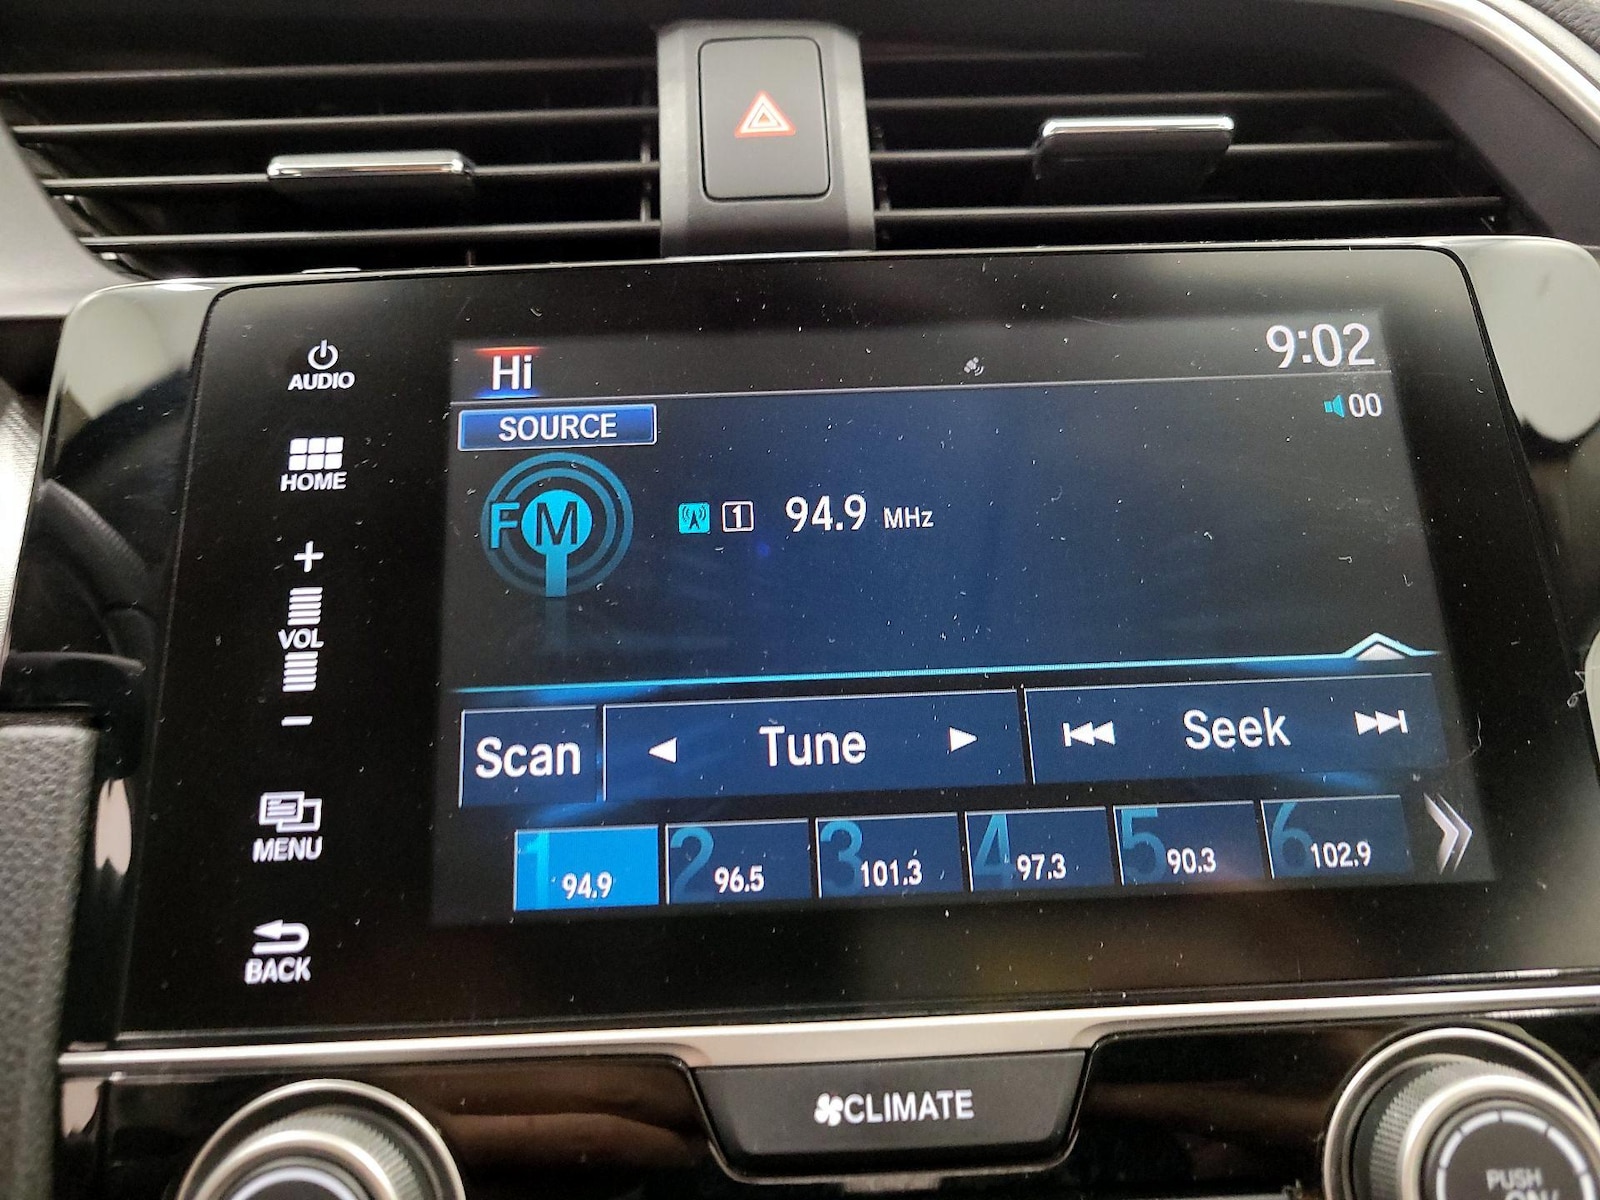 AUDIO
HOME
+
VOL
-
MENU
BACK
Hi
9:02
SOURCE
00
FM
1 94.9 MHz
Scan
Tune
Seek
1 94.9
2 96.5
3 101.3
4 97.3
5 90.3
6 102.9
CLIMATE
PUSH